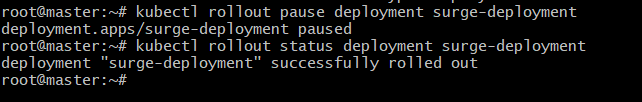 root@master:~# kubectl rollout pause deployment surge-deployment
deployment.apps/surge-deployment paused
root@master:~# kubectl rollout status deployment surge-deployment
deployment "surge-deployment" successfully rolled out
root@master:~#